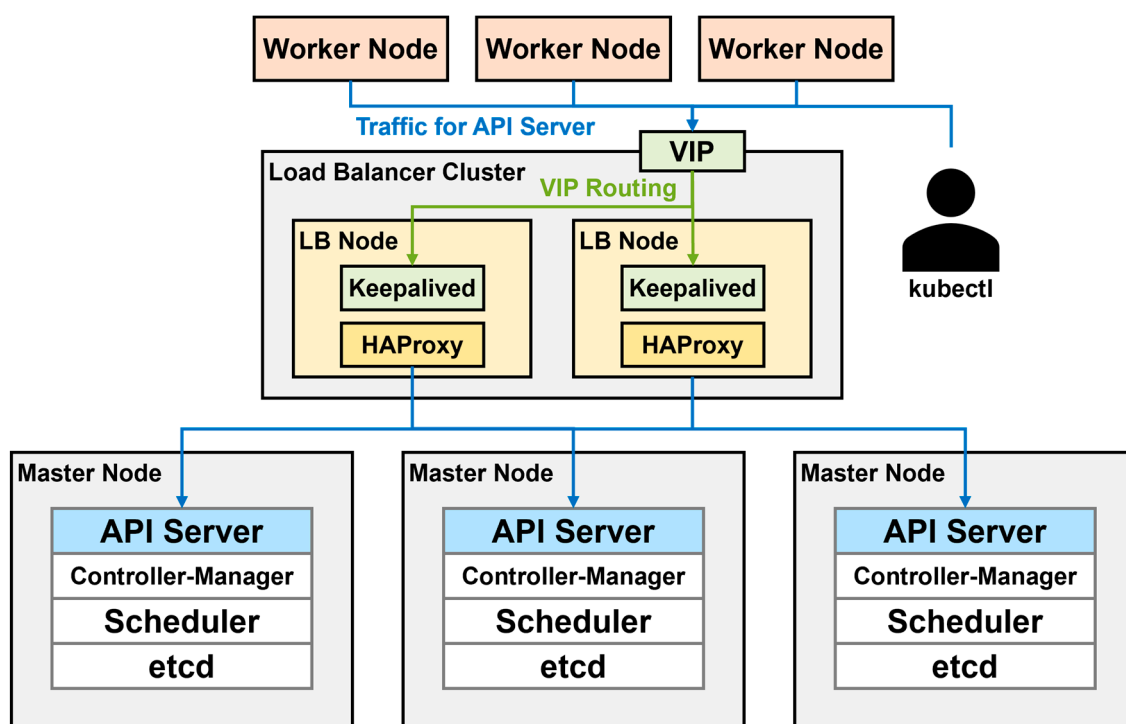 Worker Node
Worker Node
Worker Node
Traffic for API Server
VIP
Load Balancer Cluster
VIP Routing
LB Node
Keepalived
HAProxy
LB Node
Keepalived
HAProxy
kubectl
Master Node
API Server
Controller-Manager
Scheduler
etcd
Master Node
API Server
Controller-Manager
Scheduler
etcd
Master Node
API Server
Controller-Manager
Scheduler
etcd